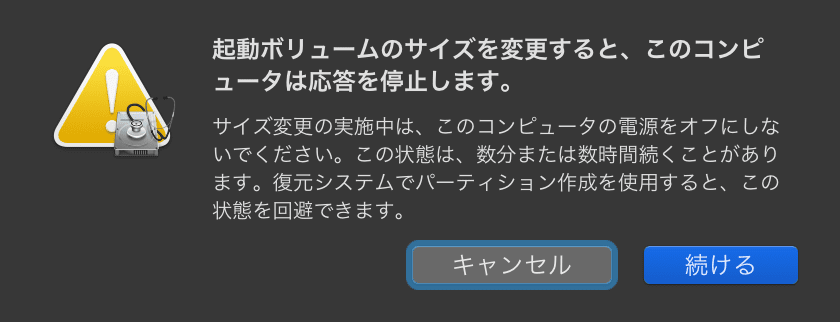 起動ボリュームのサイズを変更すると、このコンピ
ュータは応答を停止します。
サイズ変更の実施中は、このコンピュータの電源をオフにしな
いでください。この状態は、数分または数時間続くことがあり
ます。復元システムでパーティション作成を使用すると、この
状態を回避できます。
キャンセル
続ける